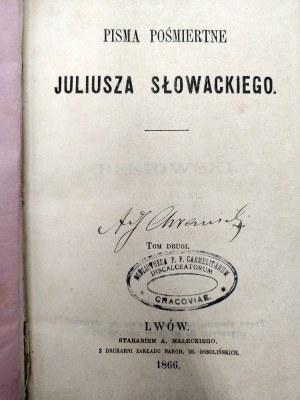 PISMA POŚMIERTNE
JULIUSZA SŁOWACKIEGO.
TOM DRUGI.
BIBLIOTHECA P. P. CARMELITARUM
DISCALCEATORUM
CRACOVIAE.
LWÓW.
STARANIEM A. MAŁECKIEGO.
Z DRUKARNI ZAKŁADU NAROD. IM. OSSOLIŃSKICH.
1866.